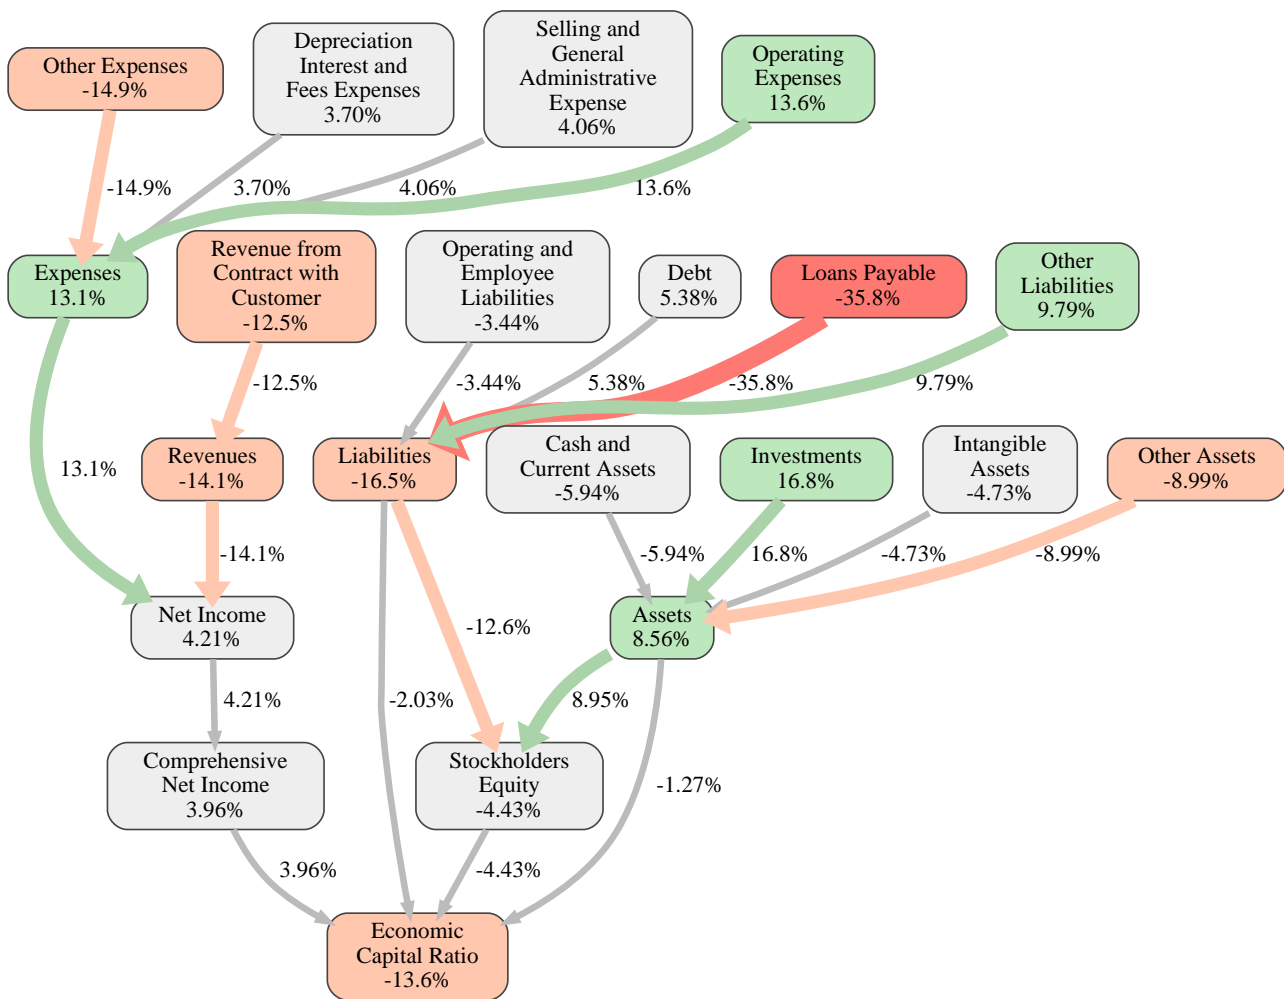 Other Expenses
-14.9%
Depreciation
Interest and
Fees Expenses
3.70%
Selling and
General
Administrative
Expense
4.06%
Operating
Expenses
13.6%
-14.9%
3.70%
4.06%
13.6%
Expenses
13.1%
Revenue from
Contract with
Customer
-12.5%
Operating and
Employee
Liabilities
-3.44%
Debt
5.38%
Loans Payable
-35.8%
Other
Liabilities
9.79%
-12.5%
-3.44%
5.38%
-35.8%
9.79%
13.1%
Revenues
-14.1%
Liabilities
-16.5%
Cash and
Current Assets
-5.94%
Investments
16.8%
Intangible
Assets
-4.73%
Other Assets
-8.99%
-14.1%
-5.94%
16.8%
-4.73%
-8.99%
Net Income
4.21%
-12.6%
Assets
8.56%
4.21%
-2.03%
8.95%
-1.27%
Comprehensive
Net Income
3.96%
Stockholders
Equity
-4.43%
3.96%
-4.43%
Economic
Capital Ratio
-13.6%